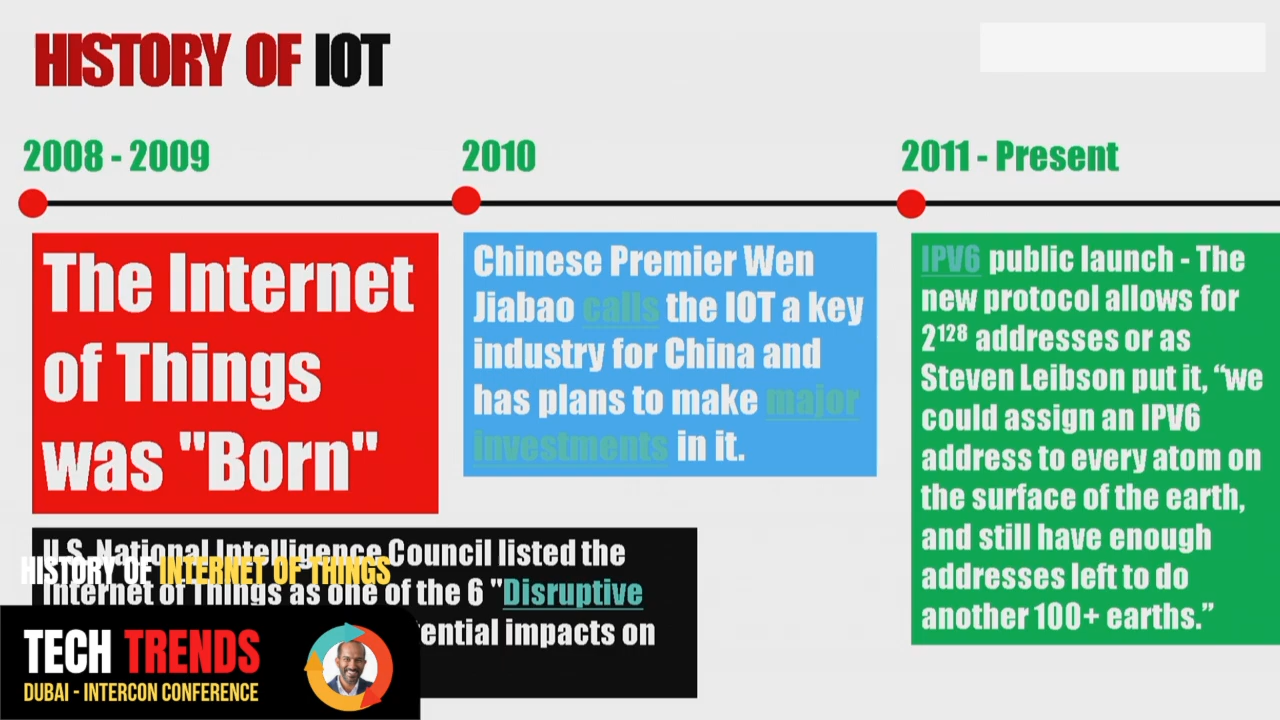 HISTORY OF IOT
2008 - 2009
2010
2011 - Present
The Internet
of Things
was "Born"
Chinese Premier Wen
Jiabao calls the IOT a key
industry for China and
has plans to make major
investments in it.
IPV6 public launch - The
new protocol allows for
2¹²⁸ addresses or as
Steven Leibson put it, “we
could assign an IPV6
address to every atom on
the surface of the earth,
and still have enough
addresses left to do
another 100+ earths.”
U.S. National Intelligence Council listed the
Internet of Things as one of the 6 "Disruptive
tential impacts on
HISTORY OF INTERNET OF THINGS
TECH TRENDS
DUBAI - INTERCON CONFERENCE